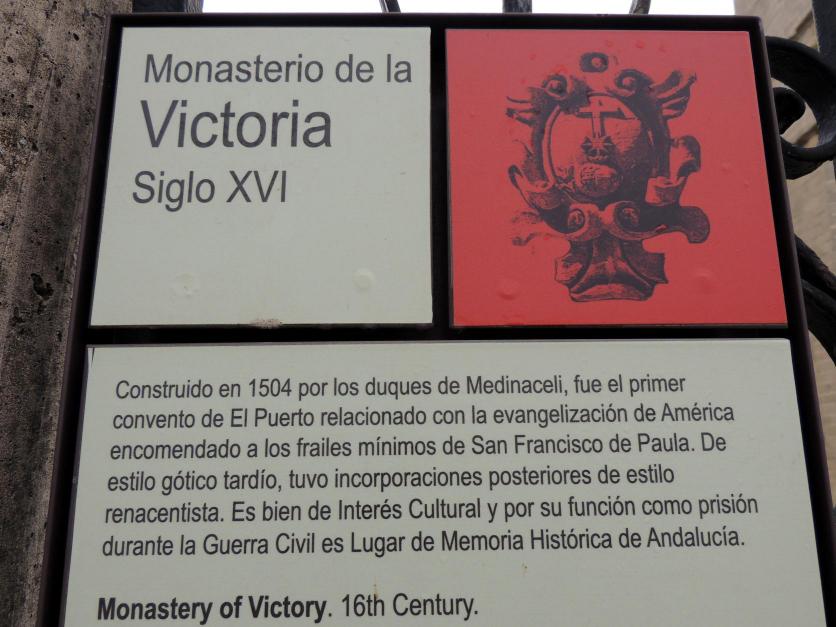 Monasterio de la
Victoria
Siglo XVI
Construido en 1504 por los duques de Medinaceli, fue el primer
convento de El Puerto relacionado con la evangelización de América
encomendado a los frailes mínimos de San Francisco de Paula. De
estilo gótico tardío, tuvo incorporaciones posteriores de estilo
renacentista. Es bien de Interés Cultural y por su función como prisión
durante la Guerra Civil es Lugar de Memoria Histórica de Andalucía.
Monastery of Victory. 16th Century.